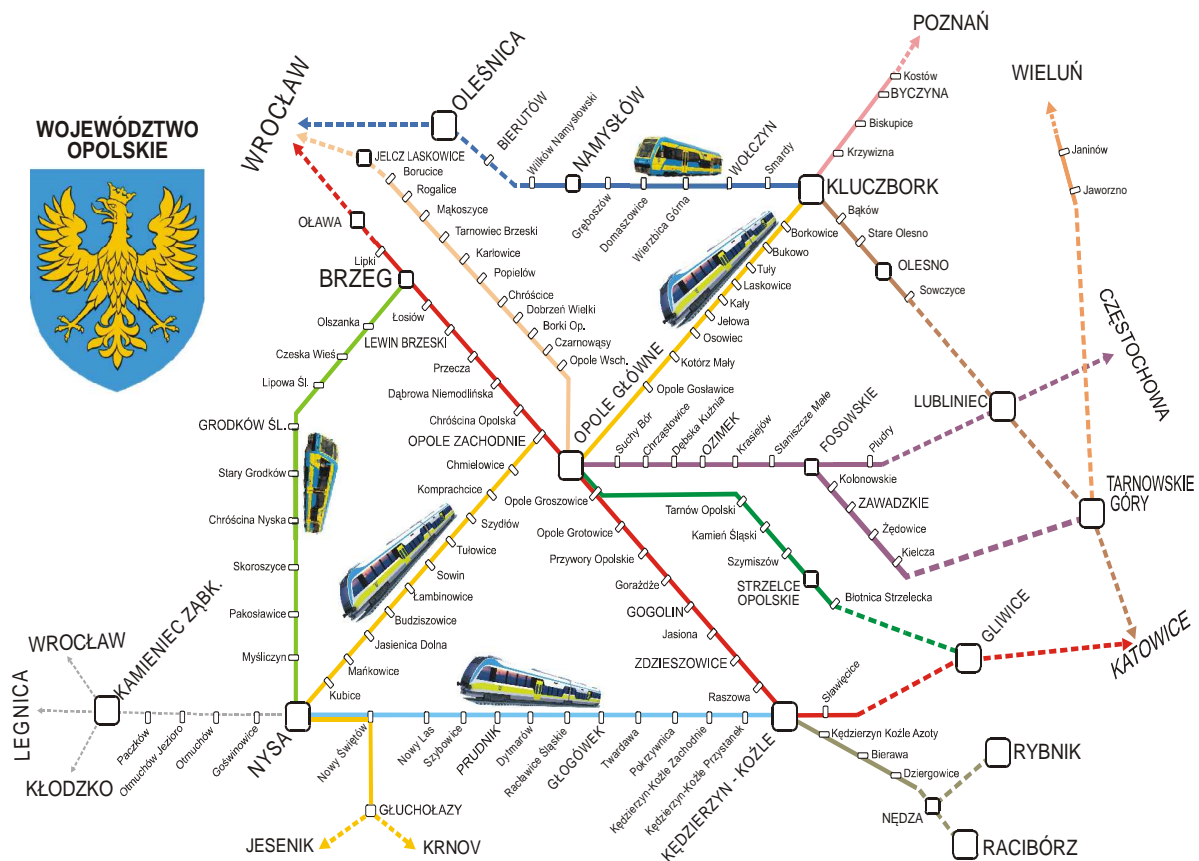 WOJEWÓDZTWO
OPOLSKIE
WROCŁAW
OLEŚNICA
BIERUTÓW
Wilków Namysłowski
NAMYSŁÓW
Gręboszów
Domaszowice
Wierzbica Górna
WOŁCZYN
Smardy
KLUCZBORK
POZNAŃ
Kostów
BYCZYNA
Biskupice
Krzywizna
WIELUŃ
Janinów
Jaworzno
JELCZ LASKOWICE
Borucice
Rogalice
Mąkoszyce
Tarnowiec Brzeski
Karłowice
Popielów
Chróścice
Dobrzeń Wielki
Borki Op.
Czarnowąsy
Opole Wsch.
OŁAWA
Lipki
BRZEG
Łosiów
LEWIN BRZESKI
Przecza
Dąbrowa Niemodlińska
Chróścina Opolska
OPOLE ZACHODNIE
OPOLE GŁÓWNE
Borkowice
Bukowo
Tuły
Laskowice
Kały
Jełowa
Osowiec
Kotórz Mały
Opole Gosławice
Bąków
Stare Olesno
OLESNO
Sowczyce
LUBLINIEC
CZĘSTOCHOWA
TARNOWSKIE
GÓRY
KATOWICE
Olszanka
Czeska Wieś
Lipowa Śl.
GRODKÓW ŚL.
Stary Grodków
Chróścina Nyska
Skoroszyce
Pakosławice
Myśliczyn
Chmielowice
Komprachcice
Szydłów
Tułowice
Sowin
Łambinowice
Budziszowice
Jasienica Dolna
Mańkowice
Kubice
Suchy Bór
Chrząstowice
Dębska Kuźnia
OZIMEK
Krasiejów
Staniszcze Małe
FOSOWSKIE
Pludry
Kolonowskie
ZAWADZKIE
Żędowice
Kielcza
Opole Groszowice
Opole Grotowice
Przywory Opolskie
Gorażdże
GOGOLIN
Jasiona
ZDZIESZOWICE
Raszowa
Tarnów Opolski
Kamień Śląski
Szymiszów
STRZELCE
OPOLSKIE
Błotnica Strzelecka
GLIWICE
Sławięcice
WROCŁAW
LEGNICA
KŁODZKO
KAMIENIEC ZĄBK.
Paczków
Otmuchów Jezioro
Otmuchów
Goświnowice
NYSA
Nowy Świętów
GŁUCHOŁAZY
JESENIK
KRNOV
Nowy Las
Szybowice
PRUDNIK
Dytmarów
Racławice Śląskie
GŁOGÓWEK
Twardawa
Pokrzywnica
Kędzierzyn-Koźle Zachodnie
Kędzierzyn-Koźle Przystanek
KĘDZIERZYN - KOŹLE
Kędzierzyn Koźle Azoty
Bierawa
Dziergowice
NĘDZA
RYBNIK
RACIBÓRZ